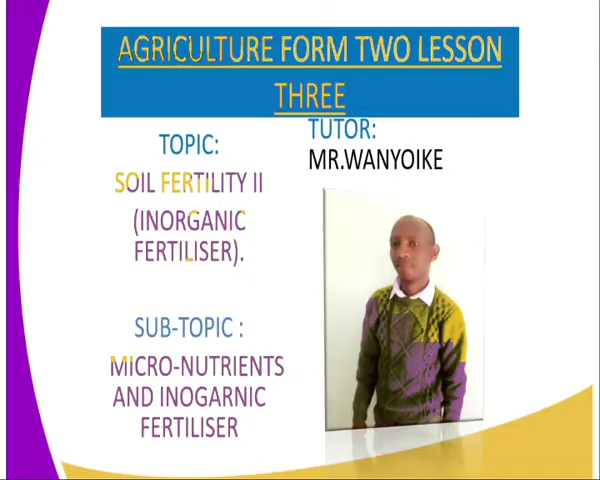 AGRICULTURE FORM TWO LESSON
THREE
TUTOR:
MR.WANYOIKE
TOPIC:
SOIL FERTILITY II
(INORGANIC
FERTILISER).
SUB-TOPIC :
MICRO-NUTRIENTS
AND INOGARNIC
FERTILISER